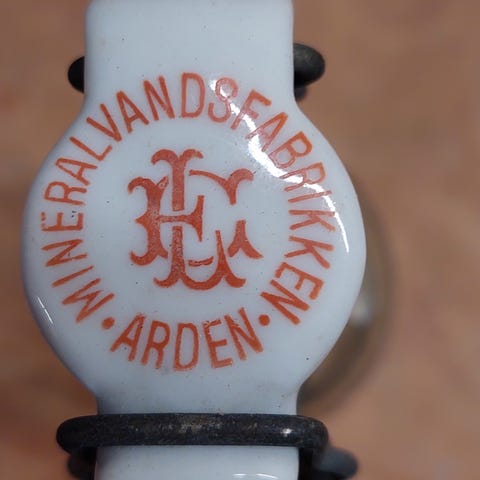 MINERALVANDSFABRIKKEN
• ARDEN •